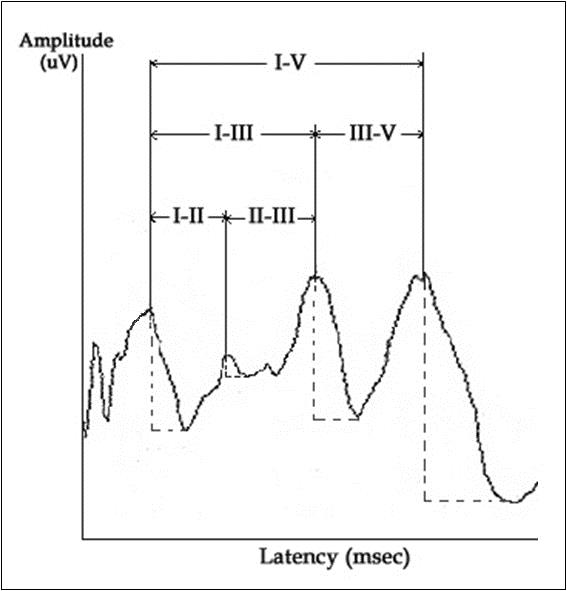 Amplitude
(uV)
I-V
I-III
III-V
I-II
II-III
Latency (msec)